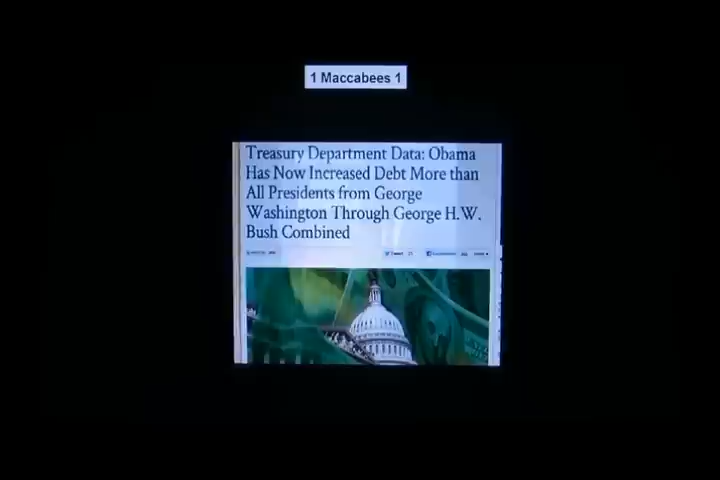 1 Maccabees 1
Treasury Department Data: Obama
Has Now Increased Debt More than
All Presidents from George
Washington Through George H.W.
Bush Combined
Tweet